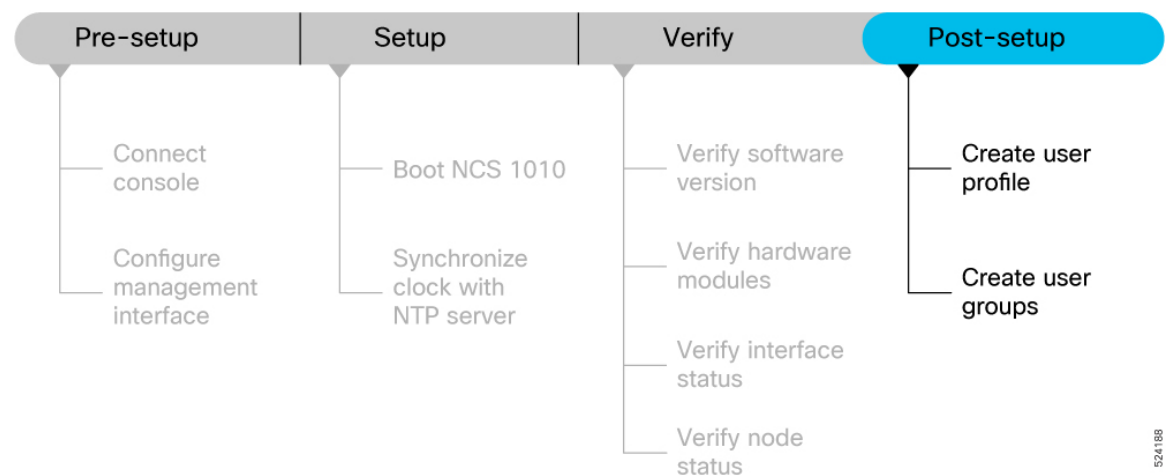 Pre-setup
Setup
Verify
Post-setup
Connect
console
Configure
management
interface
Boot NCS 1010
Synchronize
clock with
NTP server
Verify software
version
Verify hardware
modules
Verify interface
status
Verify node
status
Create user
profile
Create user
groups
524188